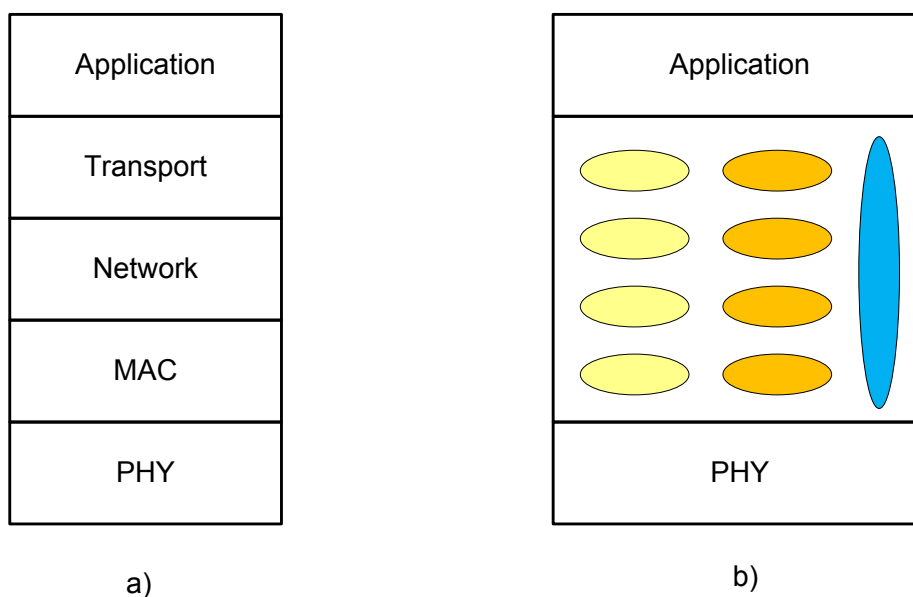 Application
Transport
Network
MAC
PHY
a)
Application
PHY
b)